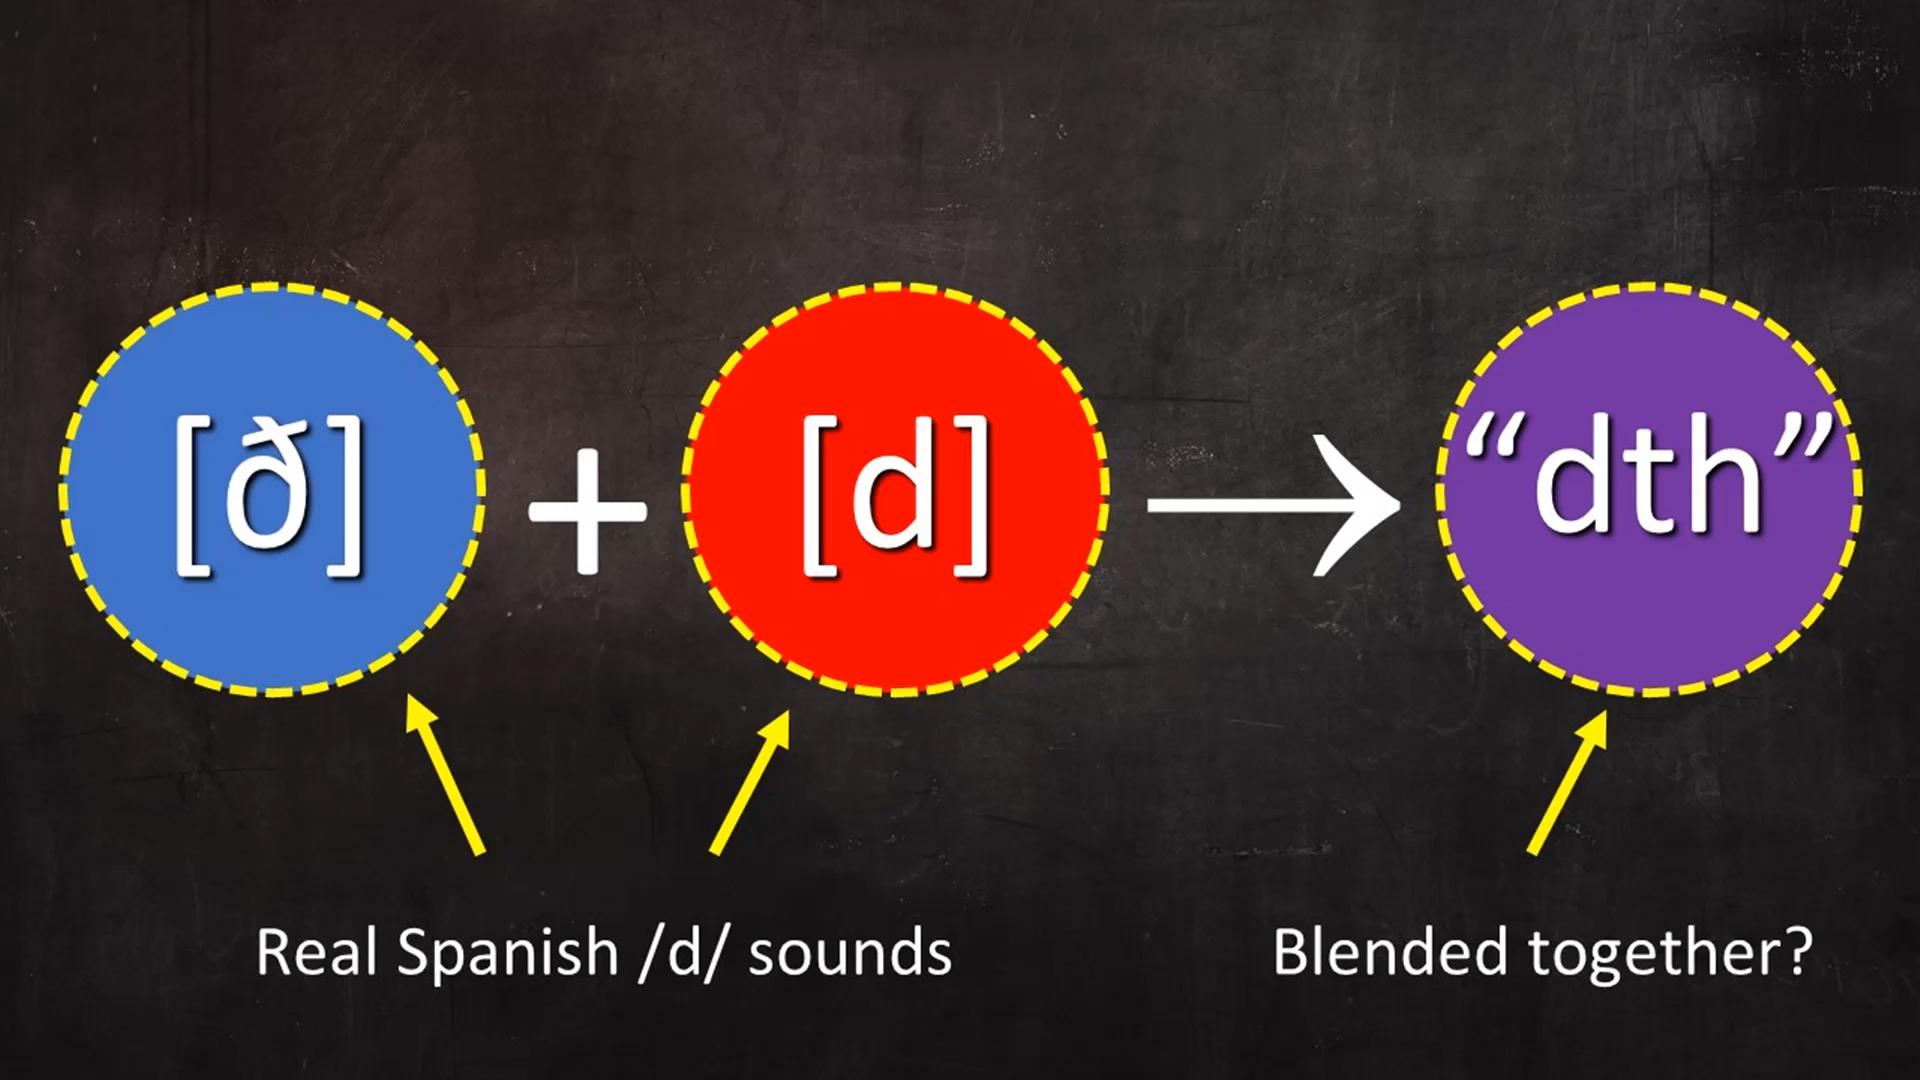 [ð] + [d] → “dth”
Real Spanish /d/ sounds
Blended together?